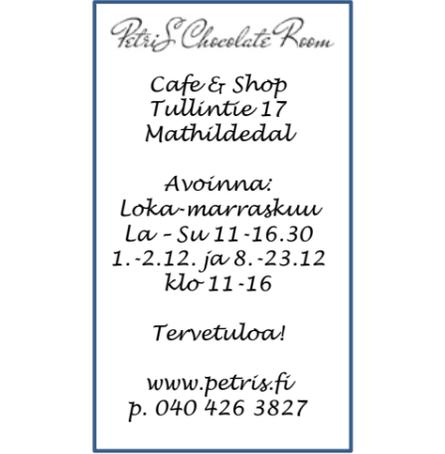 PetriS Chocolate Room
Cafe & Shop
Tullintie 17
Mathildedal
Avoinna:
Loka-marraskuu
La - Su 11-16.30
1.-2.12. ja 8.-23.12
klo 11-16
Tervetuloa!
www.petris.fi
p. 040 426 3827